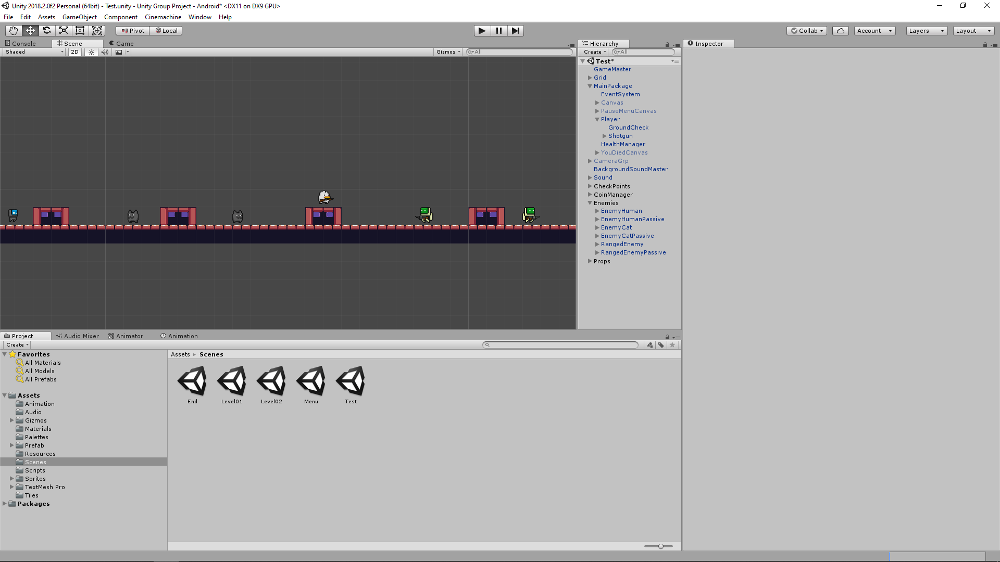 Unity 2018.2.0f2 Personal (64bit) - Test.unity - Unity Group Project - Android* <DX11 on DX9 GPU>
File Edit Assets GameObject Component Cinemachine Window Help
Pivot Local Collab Account Layers Layout
Console Scene Game
Shaded 2D Gizmos All
Hierarchy
Create All
Test*
GameMaster
Grid
MainPackage
EventSystem
Canvas
PauseMenuCanvas
Player
GroundCheck
Shotgun
HealthManager
YouDiedCanvas
CameraGrp
BackgroundSoundMaster
Sound
CheckPoints
CoinManager
Enemies
EnemyHuman
EnemyHumanPassive
EnemyCat
EnemyCatPassive
RangedEnemy
RangedEnemyPassive
Props
Inspector
Project Audio Mixer Animator Animation
Create
Favorites
All Materials
All Models
All Prefabs
Assets
Animation
Audio
Gizmos
Materials
Palettes
Prefab
Resources
Scenes
Scripts
Sprites
TextMesh Pro
Tiles
Packages
Assets Scenes
End Level01 Level02 Menu Test